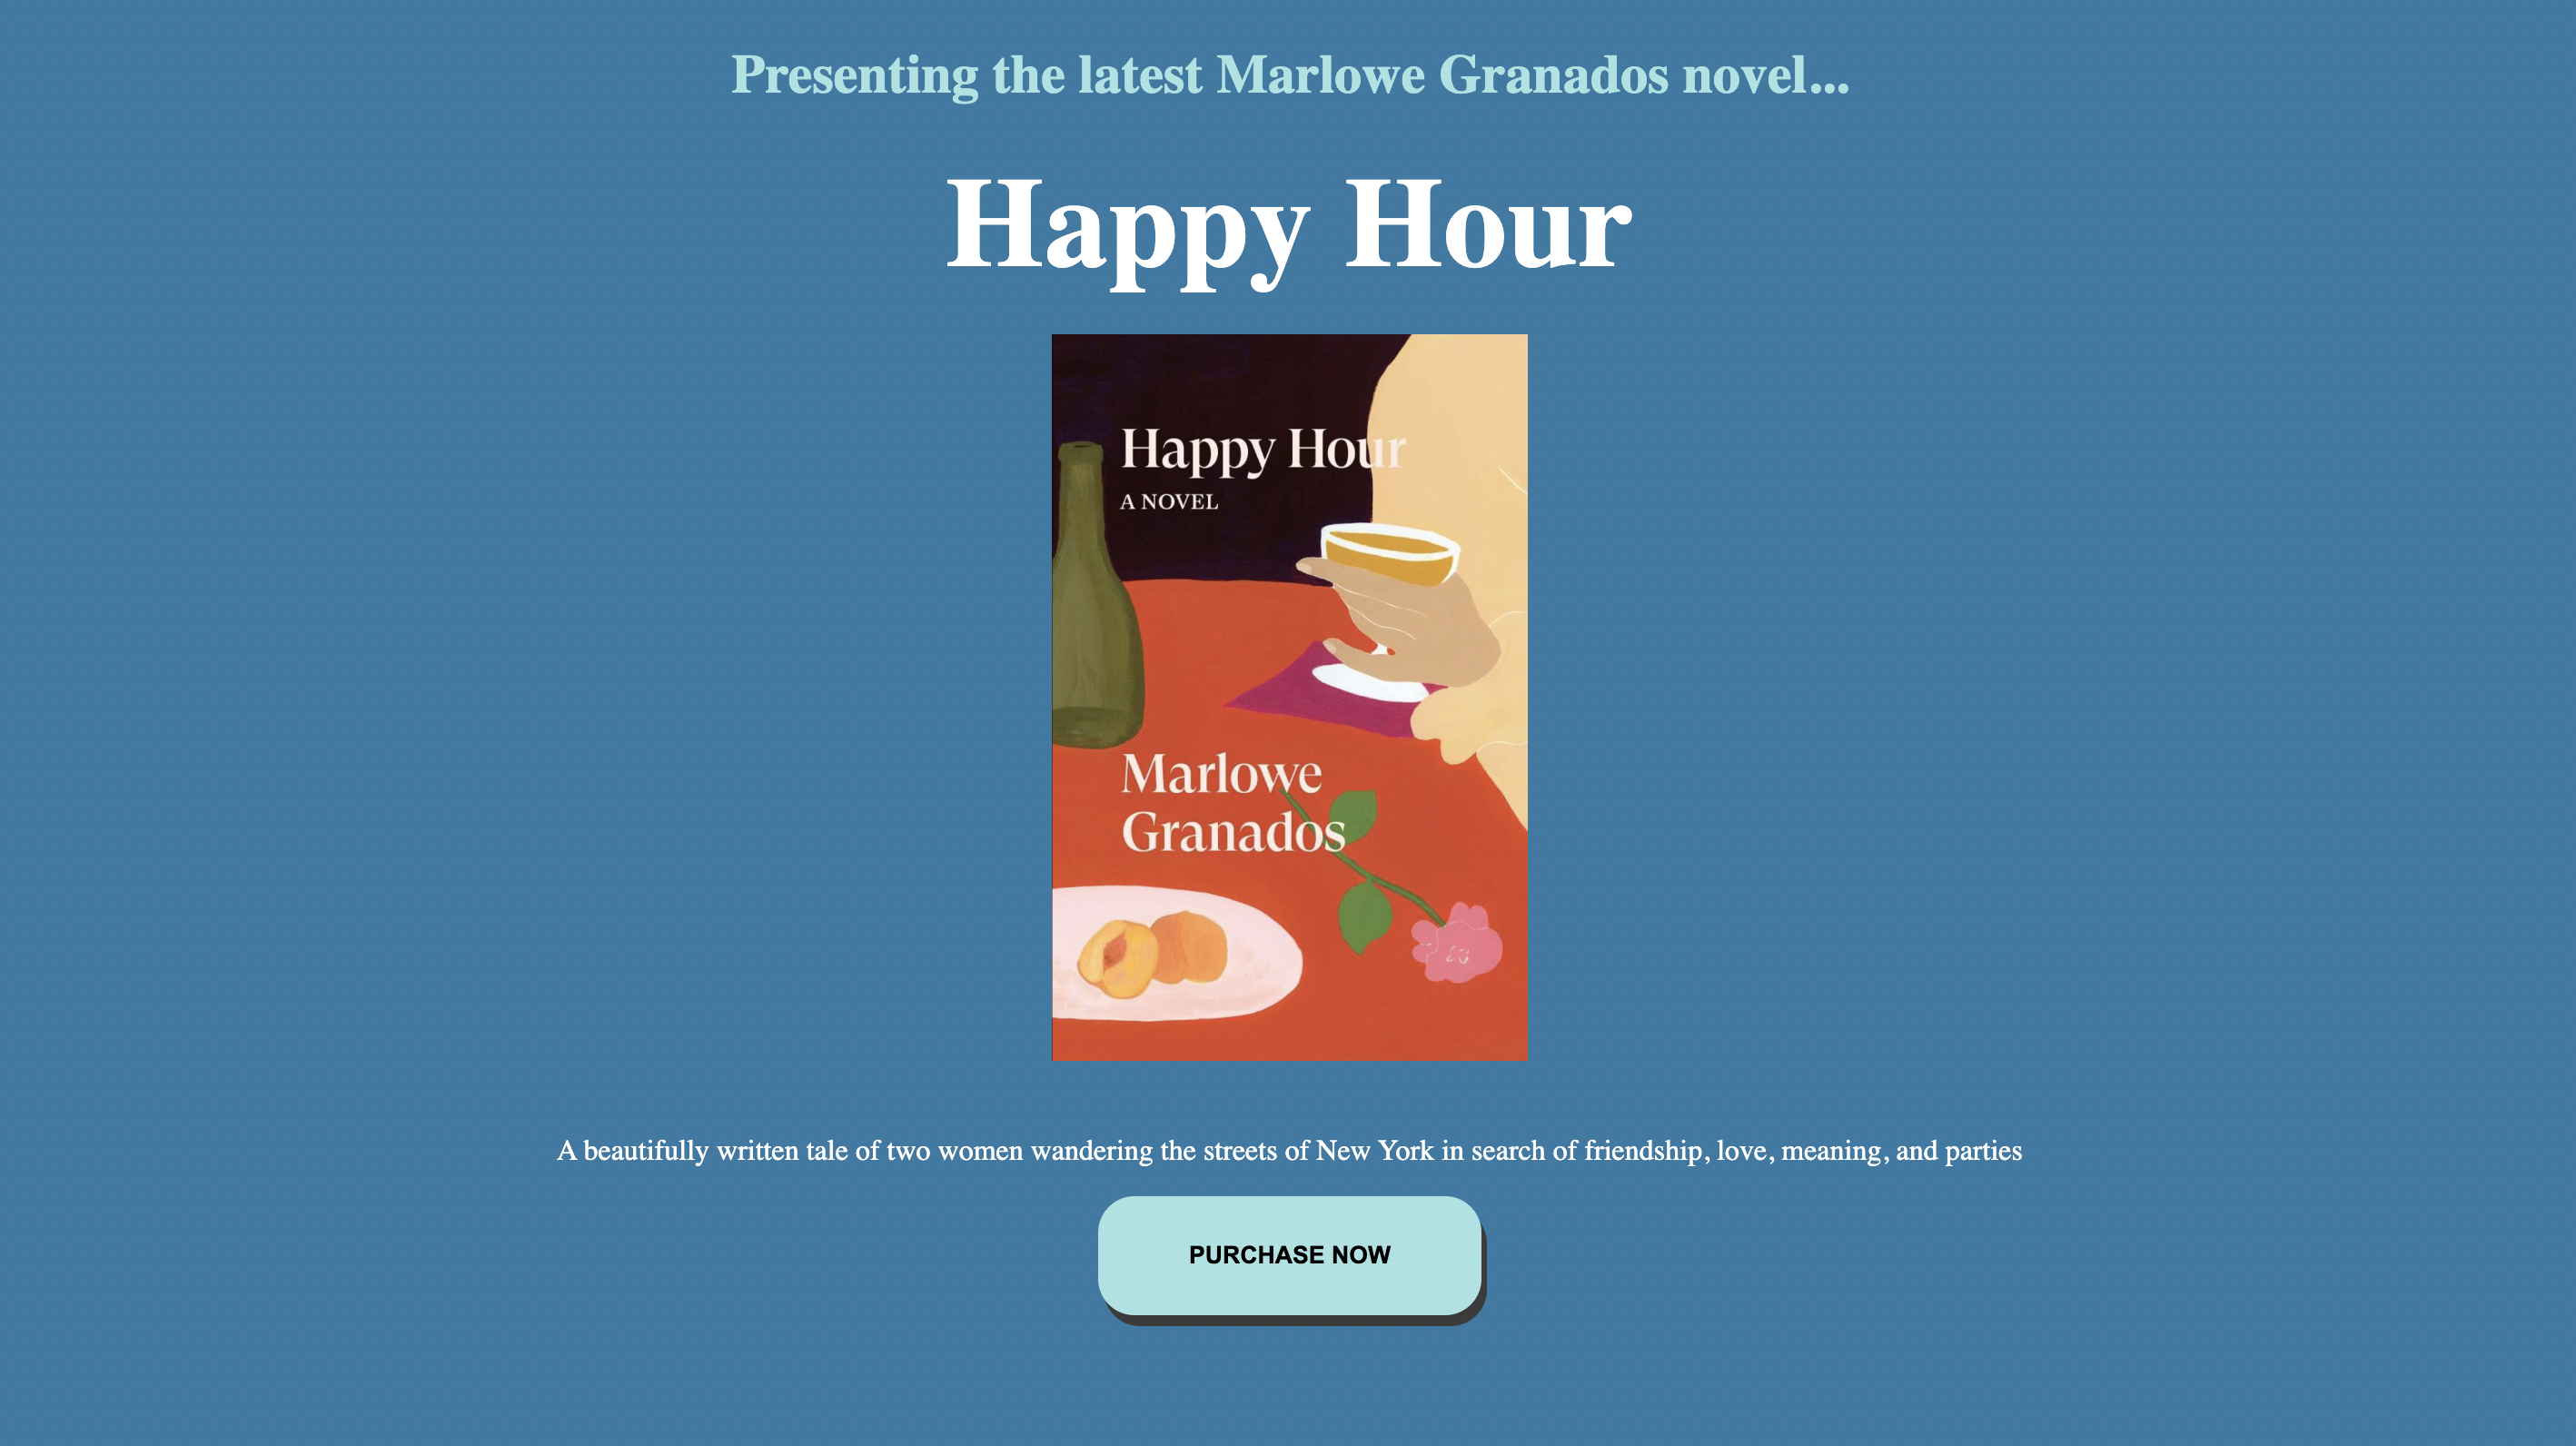 Presenting the latest Marlowe Granados novel...
Happy Hour
Happy Hour
A NOVEL
Marlowe
Granados
A beautifully written tale of two women wandering the streets of New York in search of friendship, love, meaning, and parties
PURCHASE NOW